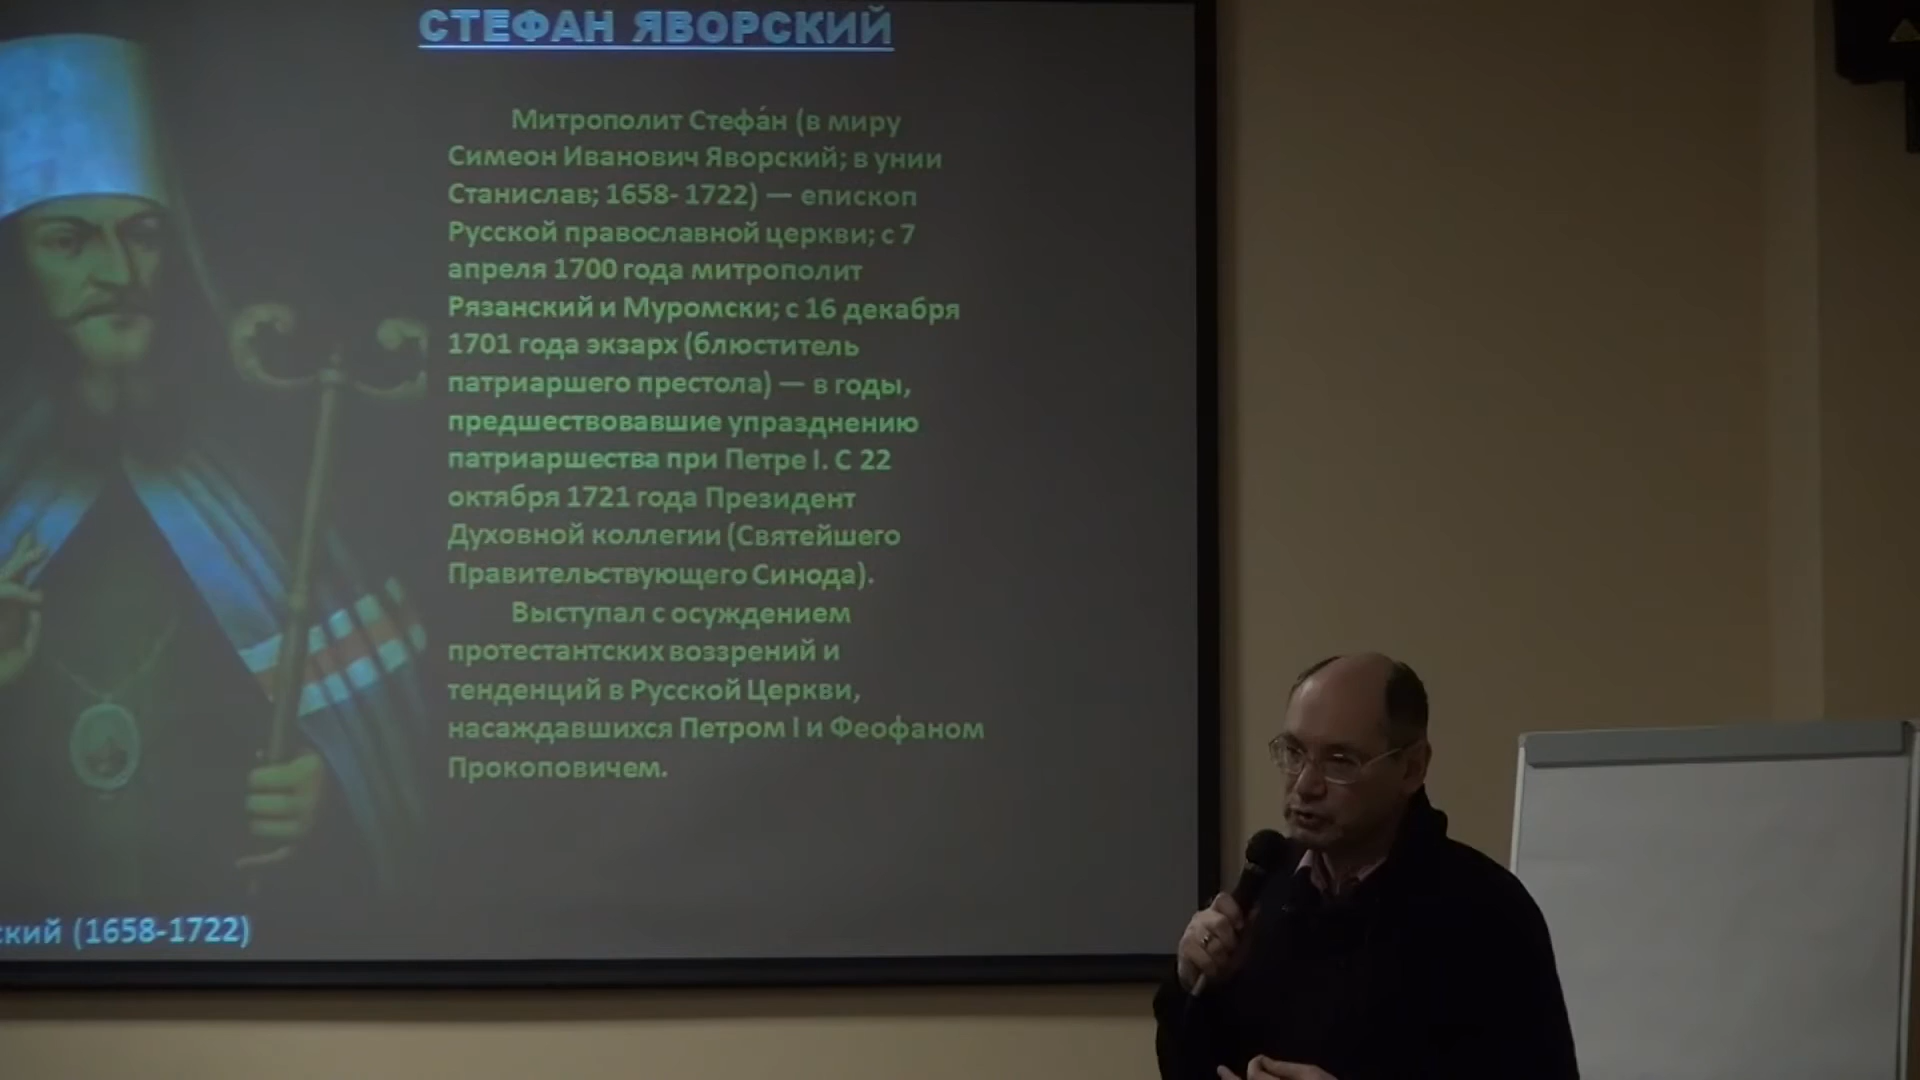 СТЕФАН ЯВОРСКИЙ
Митрополит Стефа́н (в миру
Симеон Иванович Яворский; в унии
Станислав; 1658- 1722) — епископ
Русской православной церкви; с 7
апреля 1700 года митрополит
Рязанский и Муромски; с 16 декабря
1701 года экзарх (блюститель
патриаршего престола) — в годы,
предшествовавшие упразднению
патриаршества при Петре I. С 22
октября 1721 года Президент
Духовной коллегии (Святейшего
Правительствующего Синода).
Выступал с осуждением
протестантских воззрений и
тенденций в Русской Церкви,
насаждавшихся Петром I и Феофаном
Прокоповичем.
ский (1658-1722)